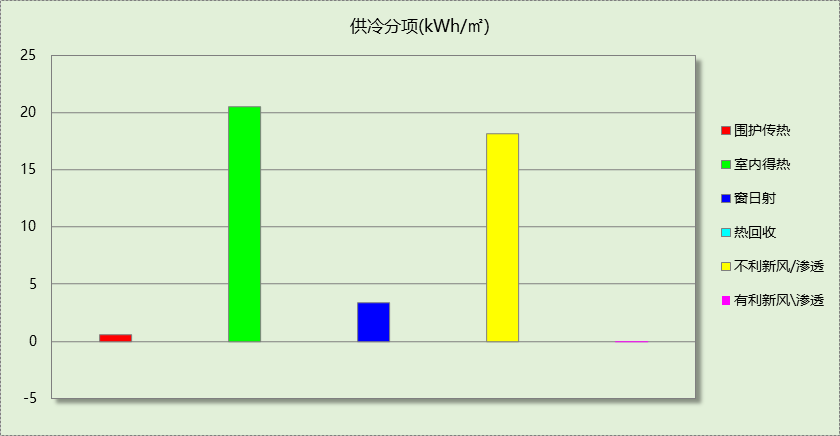 供冷分项(kWh/㎡)
25
20
15
10
5
0
-5
围护传热
室内得热
窗日射
热回收
不利新风/渗透
有利新风\渗透